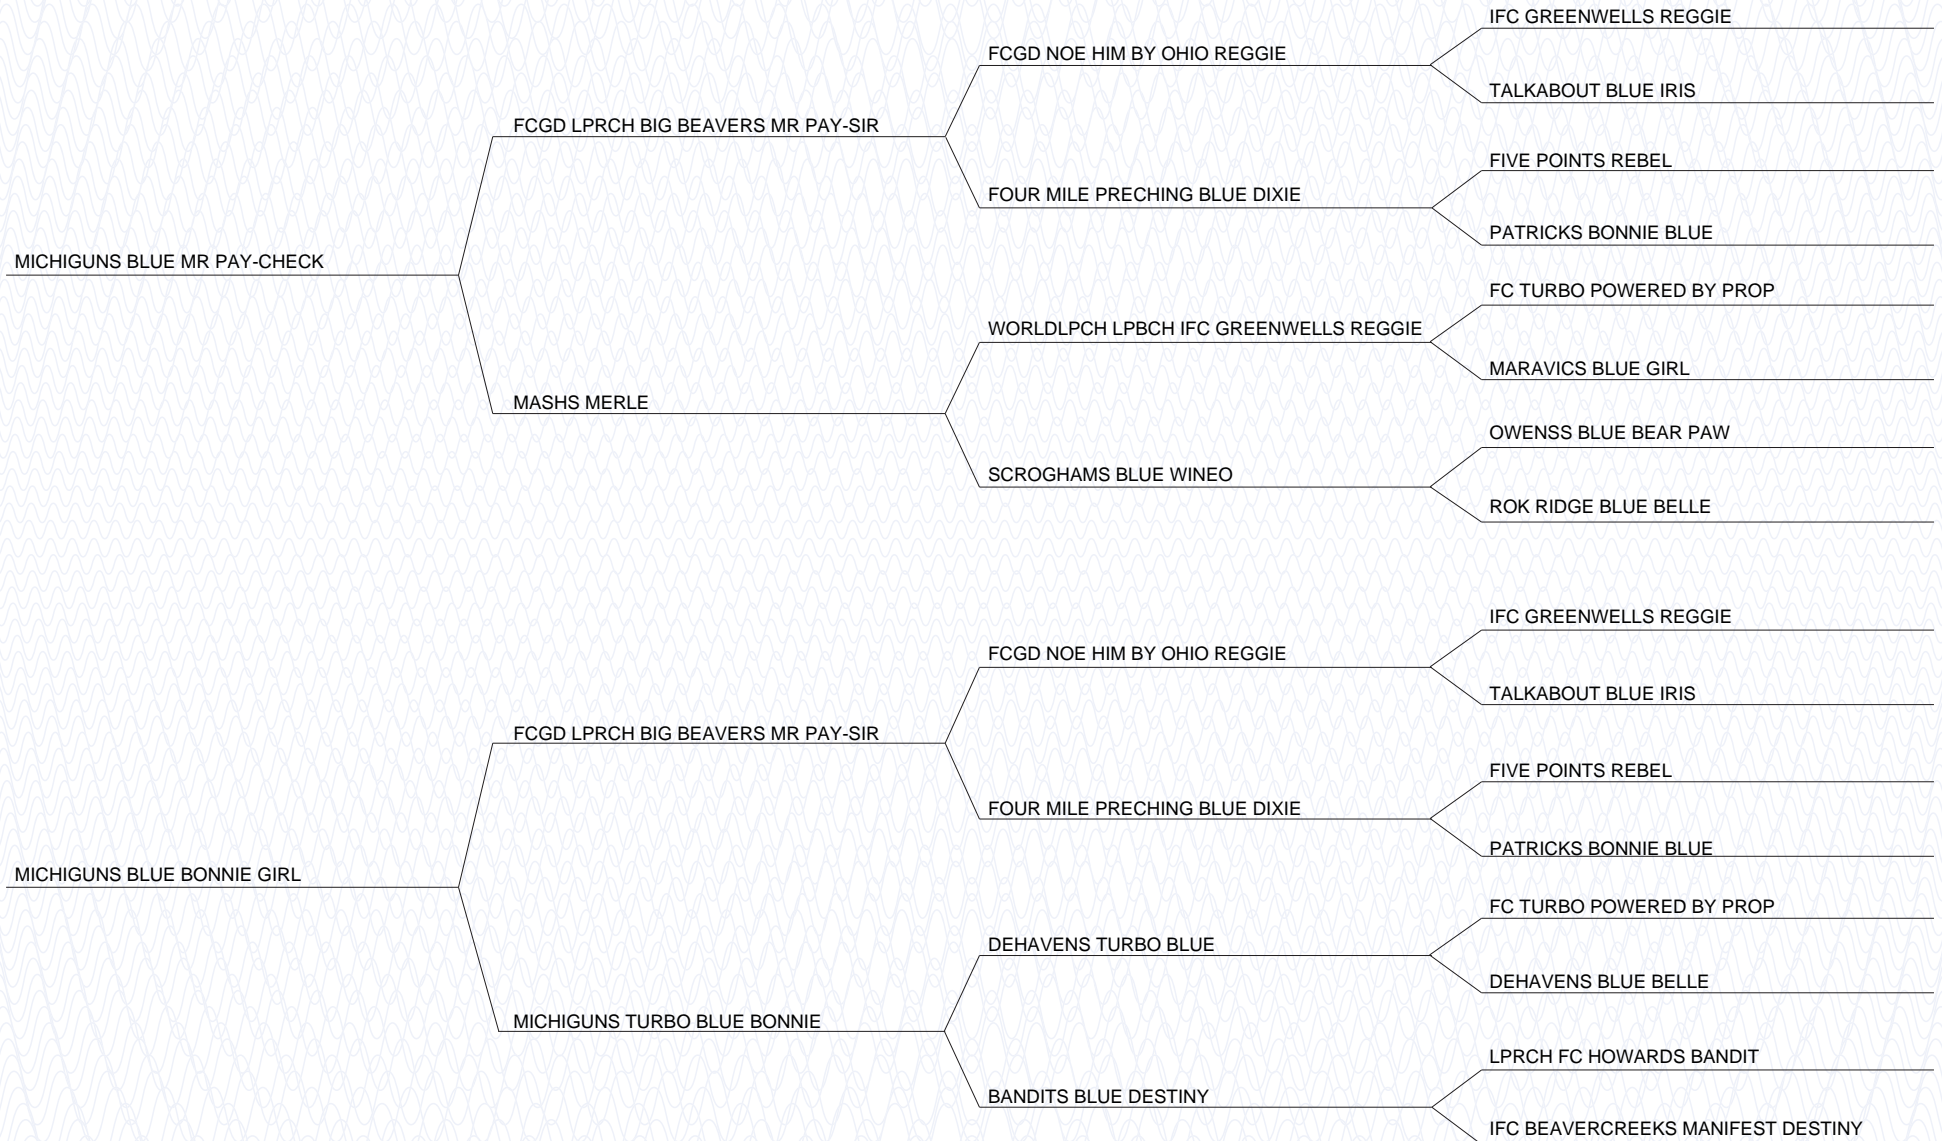 IFC GREENWELLS REGGIE
FCGD NOE HIM BY OHIO REGGIE
TALKABOUT BLUE IRIS
FCGD LPRCH BIG BEAVERS MR PAY-SIR
FIVE POINTS REBEL
FOUR MILE PRECHING BLUE DIXIE
PATRICKS BONNIE BLUE
MICHIGUNS BLUE MR PAY-CHECK
FC TURBO POWERED BY PROP
WORLDLPCH LPBCH IFC GREENWELLS REGGIE
MARAVICS BLUE GIRL
MASHS MERLE
OWENSS BLUE BEAR PAW
SCROGHAMS BLUE WINEO
ROK RIDGE BLUE BELLE
IFC GREENWELLS REGGIE
FCGD NOE HIM BY OHIO REGGIE
TALKABOUT BLUE IRIS
FCGD LPRCH BIG BEAVERS MR PAY-SIR
FIVE POINTS REBEL
FOUR MILE PRECHING BLUE DIXIE
PATRICKS BONNIE BLUE
MICHIGUNS BLUE BONNIE GIRL
FC TURBO POWERED BY PROP
DEHAVENS TURBO BLUE
DEHAVENS BLUE BELLE
MICHIGUNS TURBO BLUE BONNIE
LPRCH FC HOWARDS BANDIT
BANDITS BLUE DESTINY
IFC BEAVERCREEKS MANIFEST DESTINY